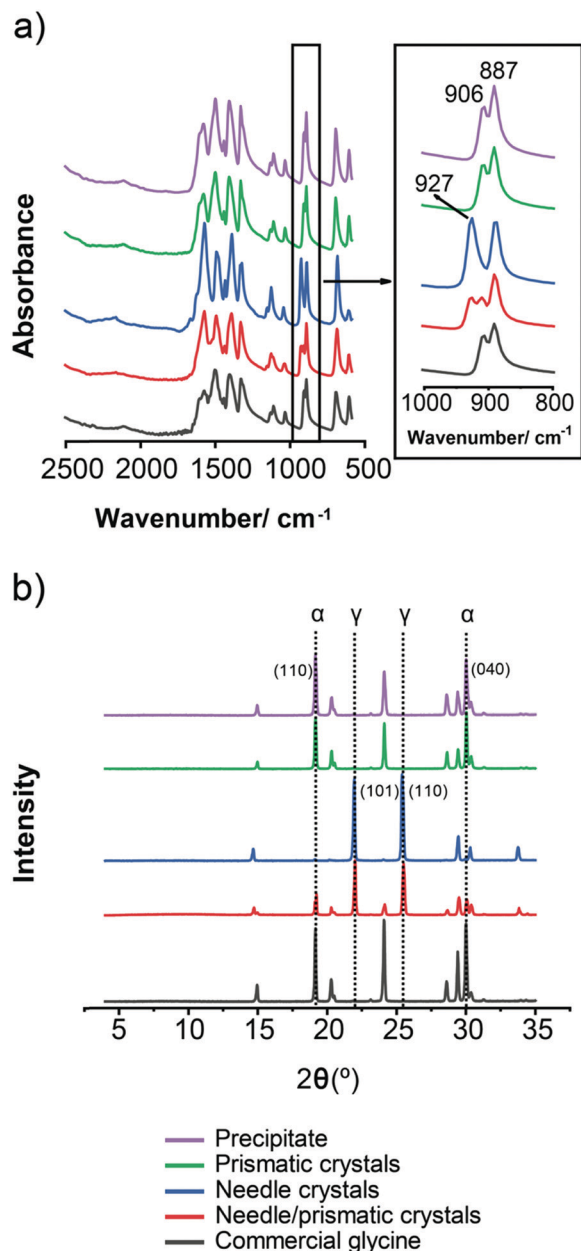 a)
887
906
927
Absorbance
1000 900 800
Wavenumber/ cm-1
2500 2000 1500 1000 500
Wavenumber/ cm-1
b)
α γ γ α
(110) (040)
(101) (110)
Intensity
5 10 15 20 25 30 35
2θ(º)
Precipitate
Prismatic crystals
Needle crystals
Needle/prismatic crystals
Commercial glycine